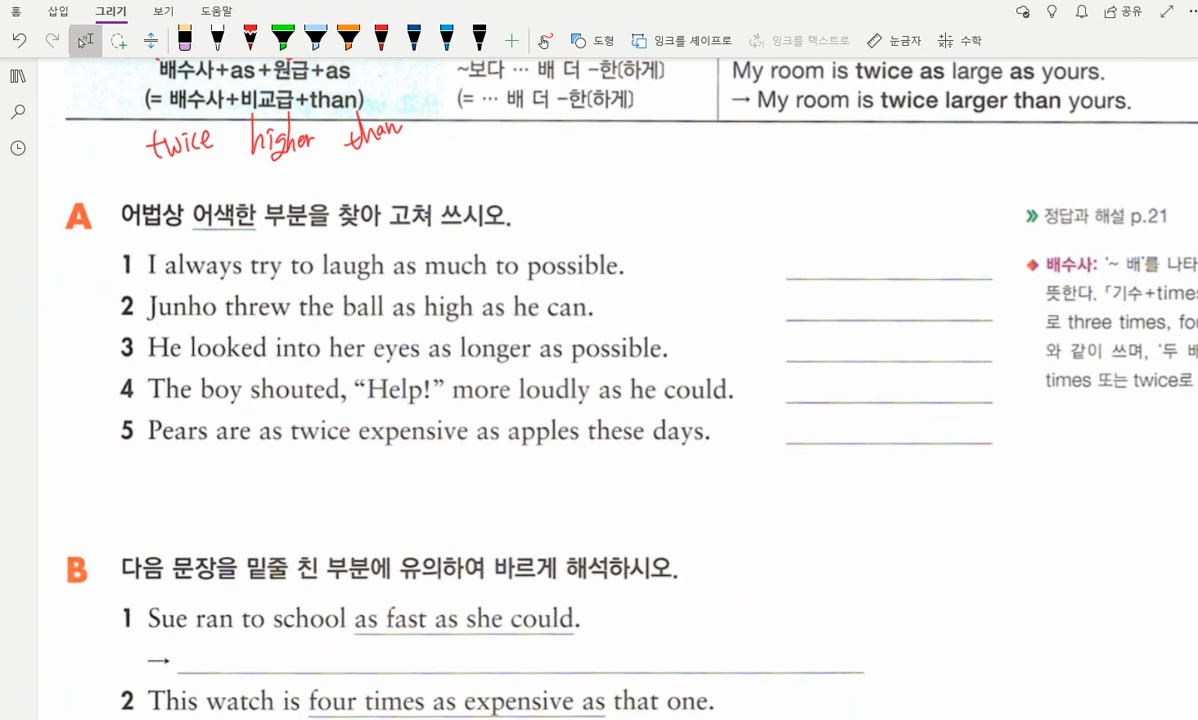 홈 삽입 그리기 보기 도움말 공유
도형 잉크를 셰이프로 잉크를 텍스트로 눈금자 수학
배수사+as+원급+as ~보다 … 배 더 –한(하게) My room is twice as large as yours.
(= 배수사+비교급+than) (= … 배 더 –한(하게) → My room is twice larger than yours.
twice higher than
A 어법상 어색한 부분을 찾아 고쳐 쓰시오.
1 I always try to laugh as much to possible.
2 Junho threw the ball as high as he can.
3 He looked into her eyes as longer as possible.
4 The boy shouted, “Help!” more loudly as he could.
5 Pears are as twice expensive as apples these days.
» 정답과 해설 p.21
배수사: ‘~ 배’를 나타
뜻한다. 「기수+times
로 three times, fou
와 같이 쓰며, ‘두 배
times 또는 twice로
B 다음 문장을 밑줄 친 부분에 유의하여 바르게 해석하시오.
1 Sue ran to school as fast as she could.
→
2 This watch is four times as expensive as that one.